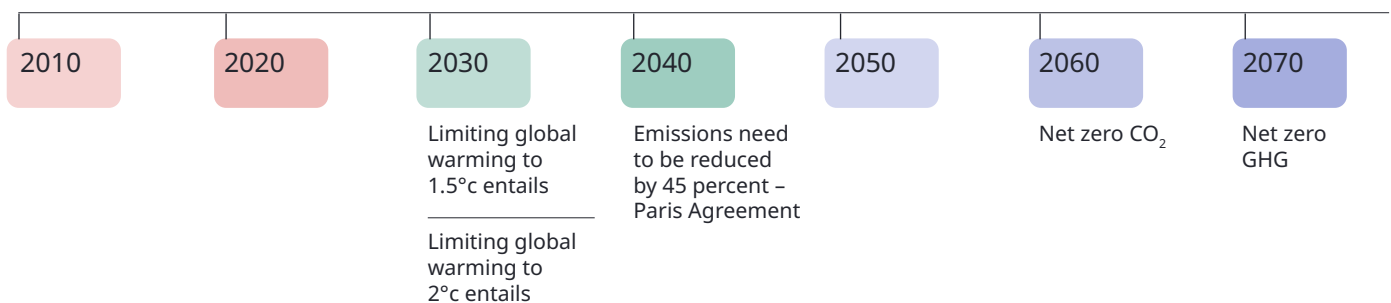 2010
2020
2030
2040
2050
2060
2070
Limiting global
warming to
1.5°c entails
Limiting global
warming to
2°c entails
Emissions need
to be reduced
by 45 percent –
Paris Agreement
Net zero CO₂
Net zero
GHG